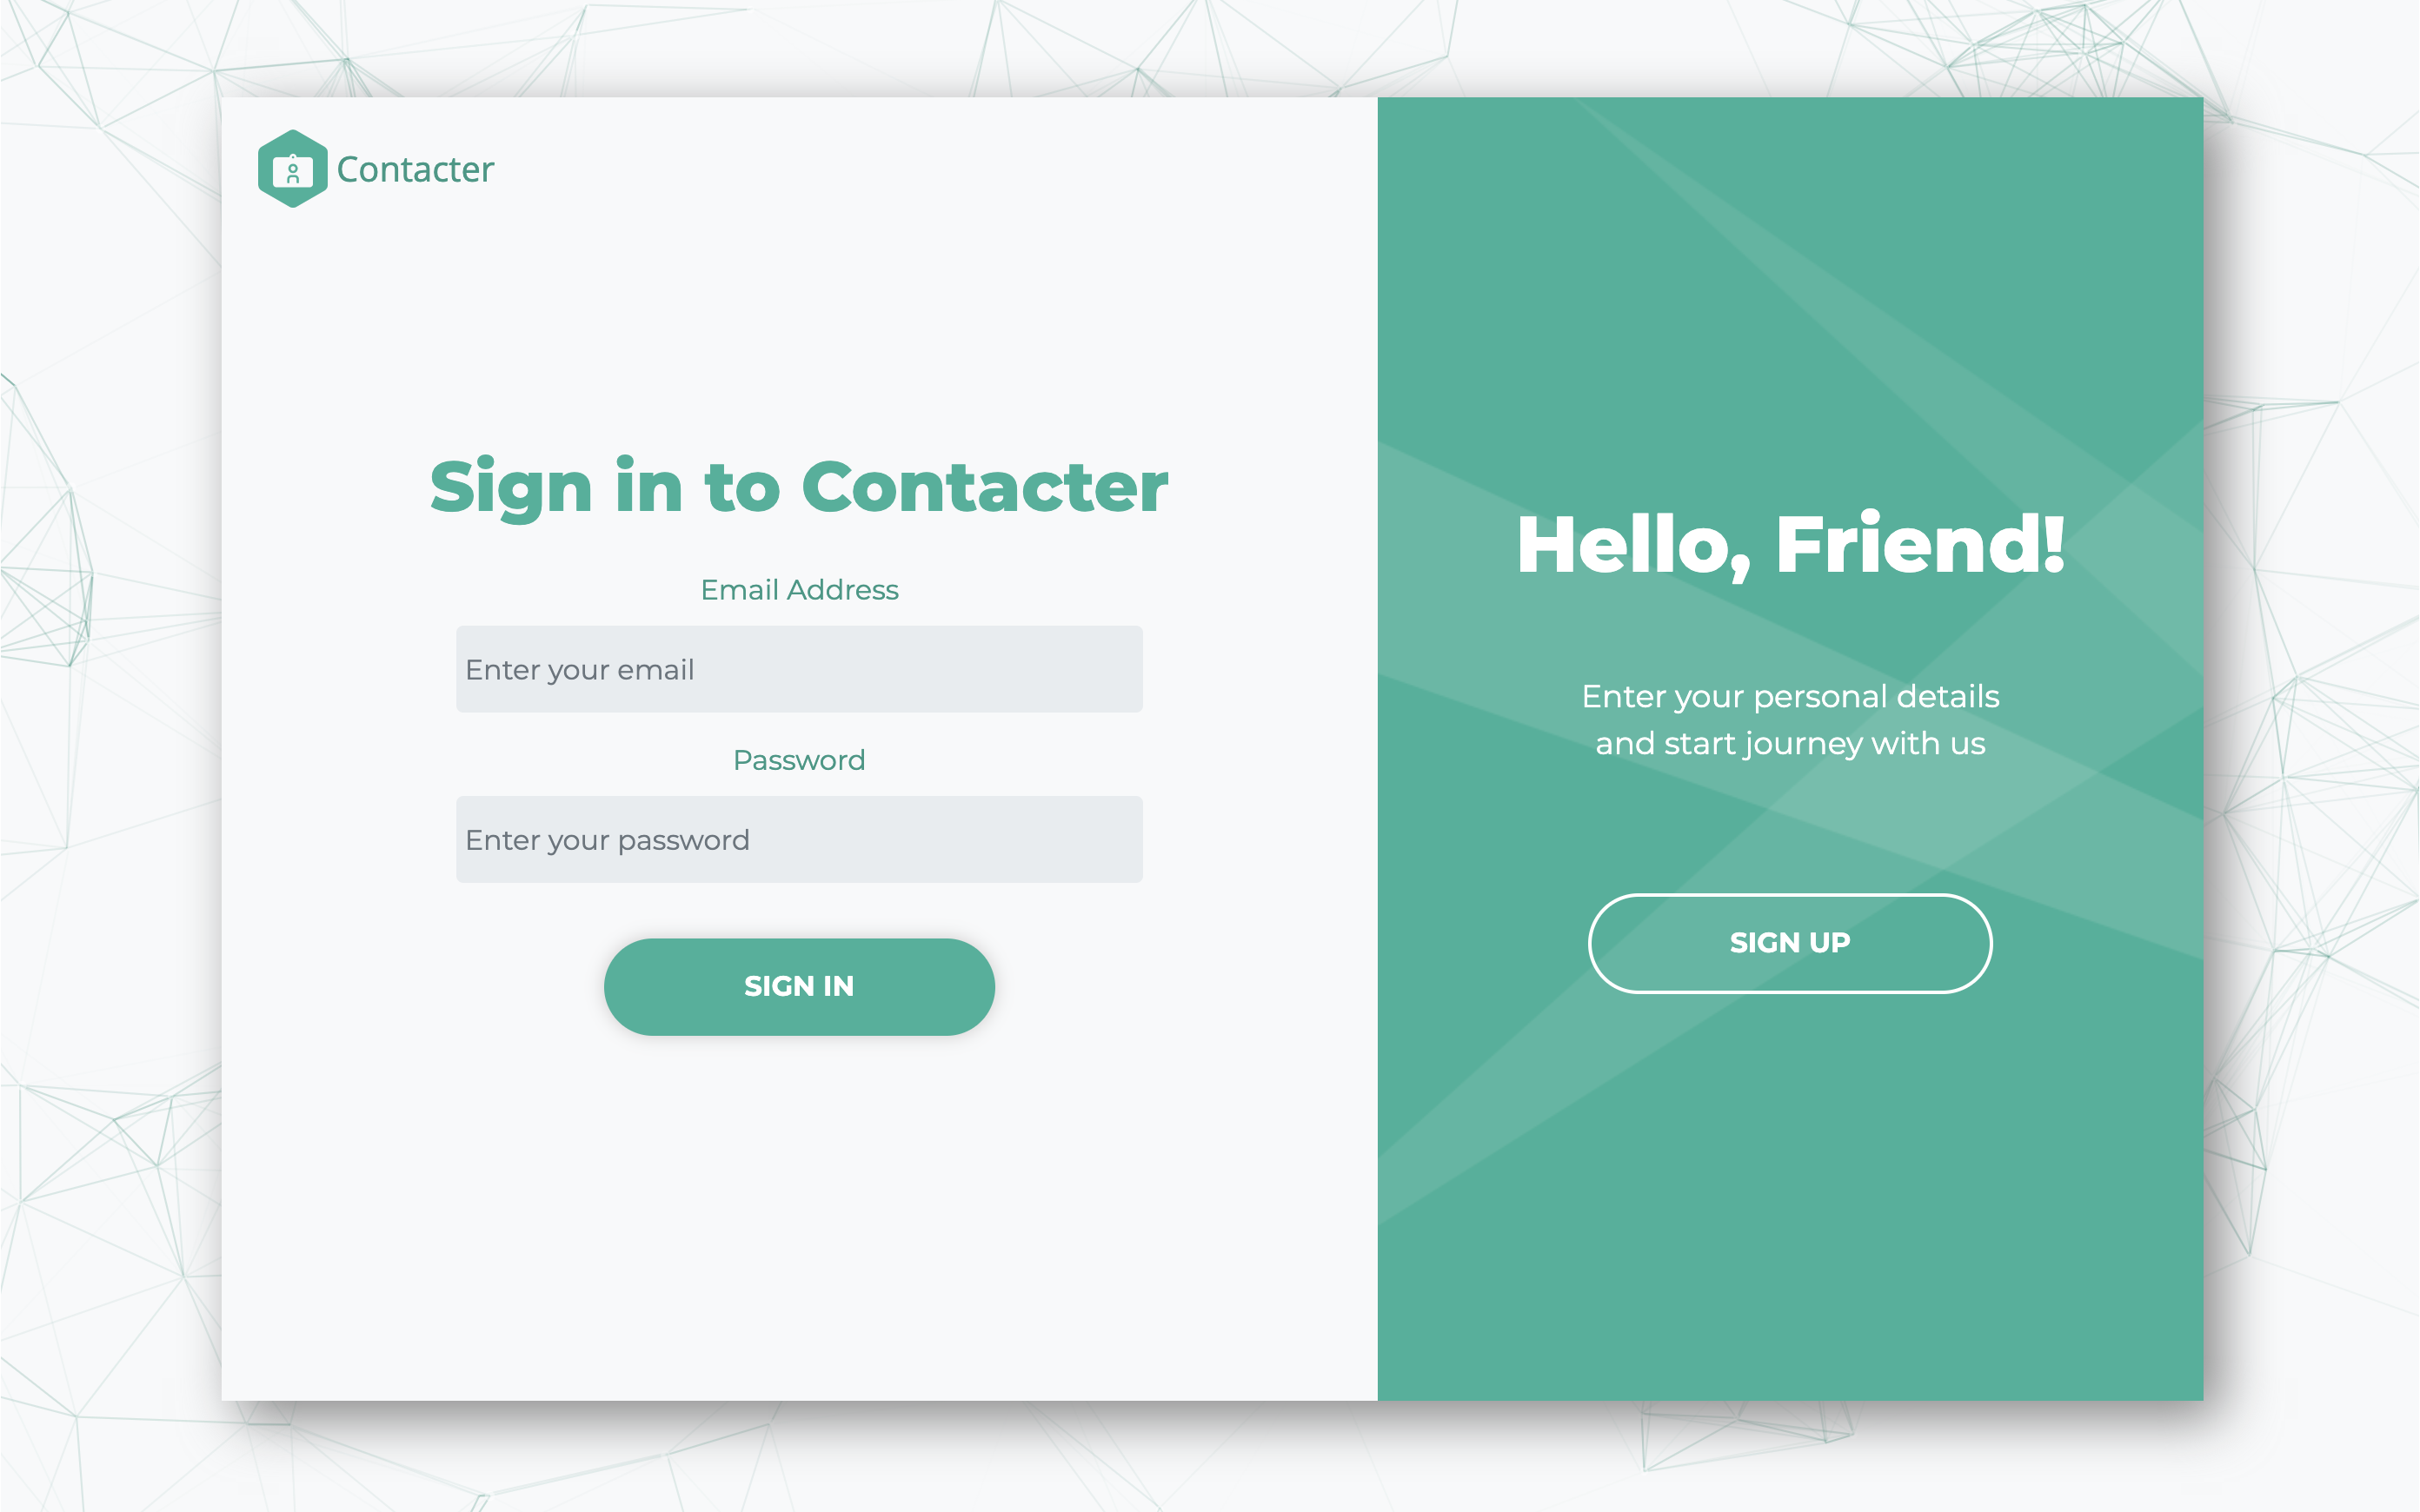 Contacter
Sign in to Contacter
Email Address
Enter your email
Password
Enter your password
SIGN IN
Hello, Friend!
Enter your personal details
and start journey with us
SIGN UP